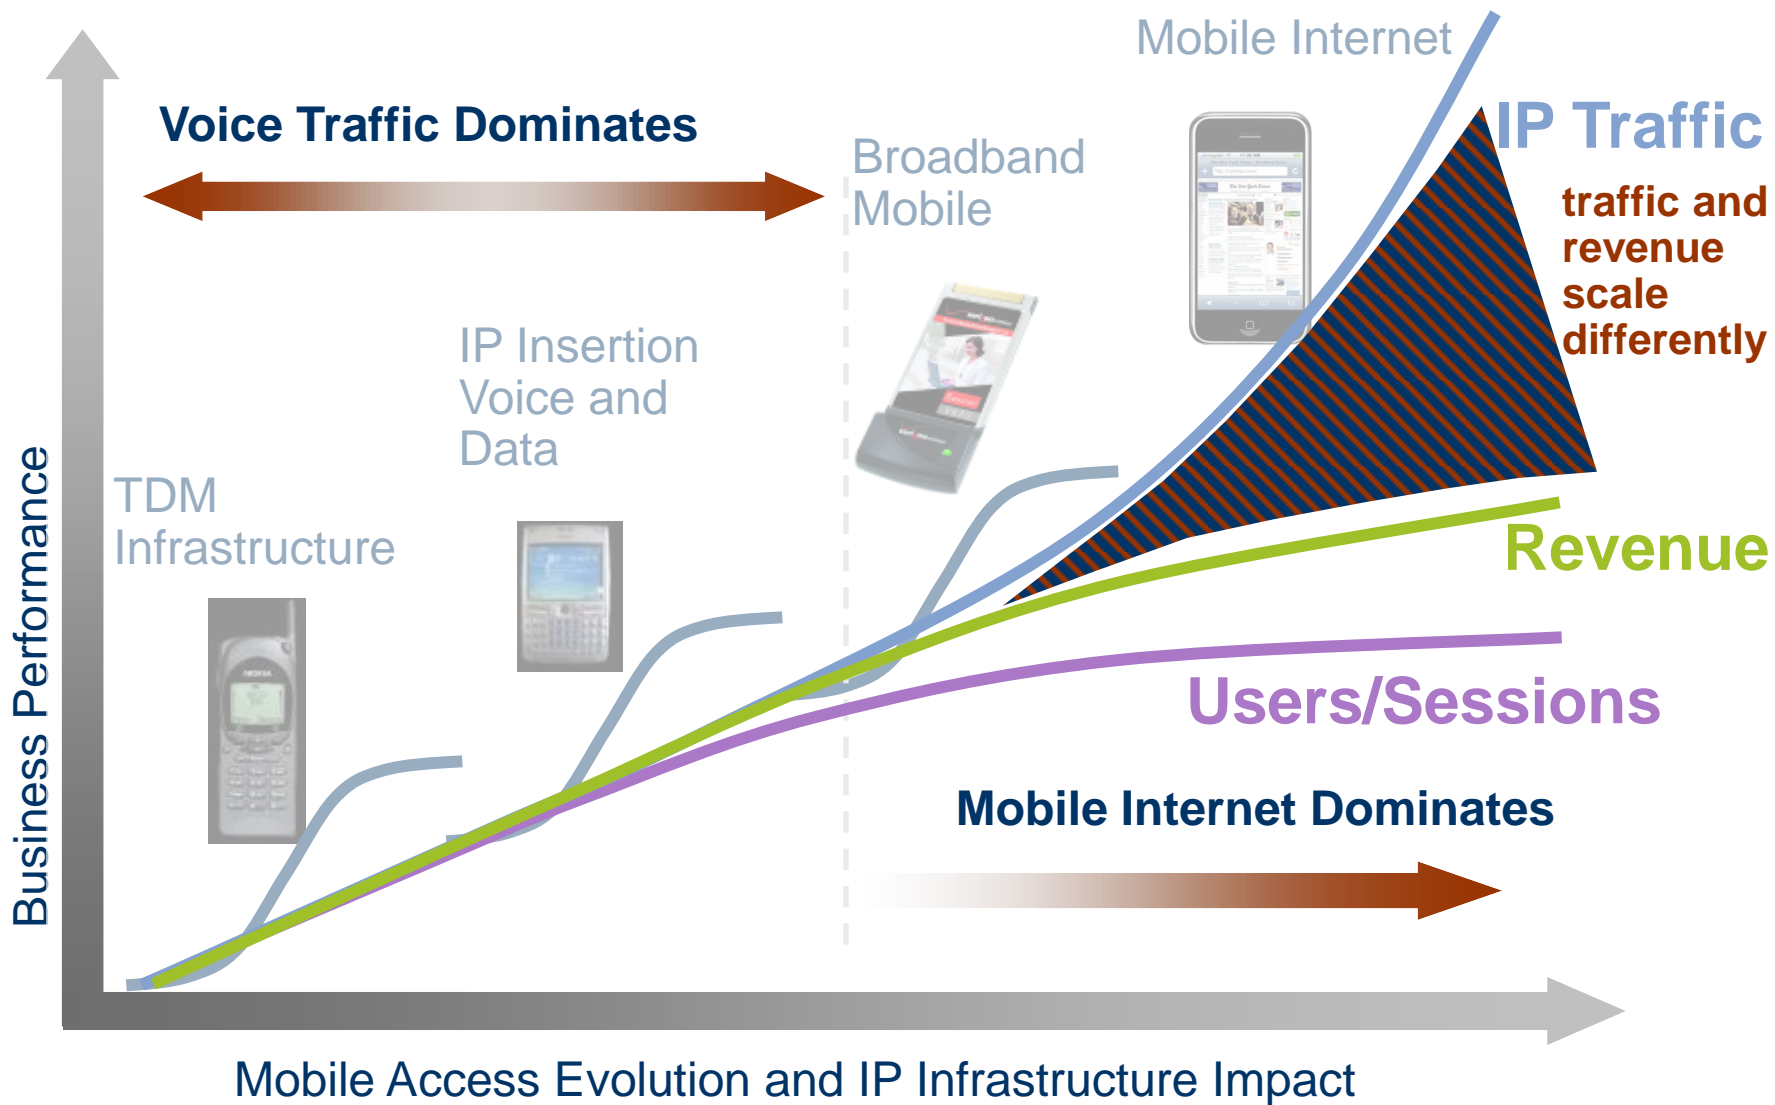 Mobile Internet
Voice Traffic Dominates
IP Traffic
Broadband
Mobile
traffic and
revenue
scale
differently
IP Insertion
Voice and
Data
TDM
Infrastructure
Revenue
NOKIA
Users/Sessions
Mobile Internet Dominates
Business Performance
Mobile Access Evolution and IP Infrastructure Impact